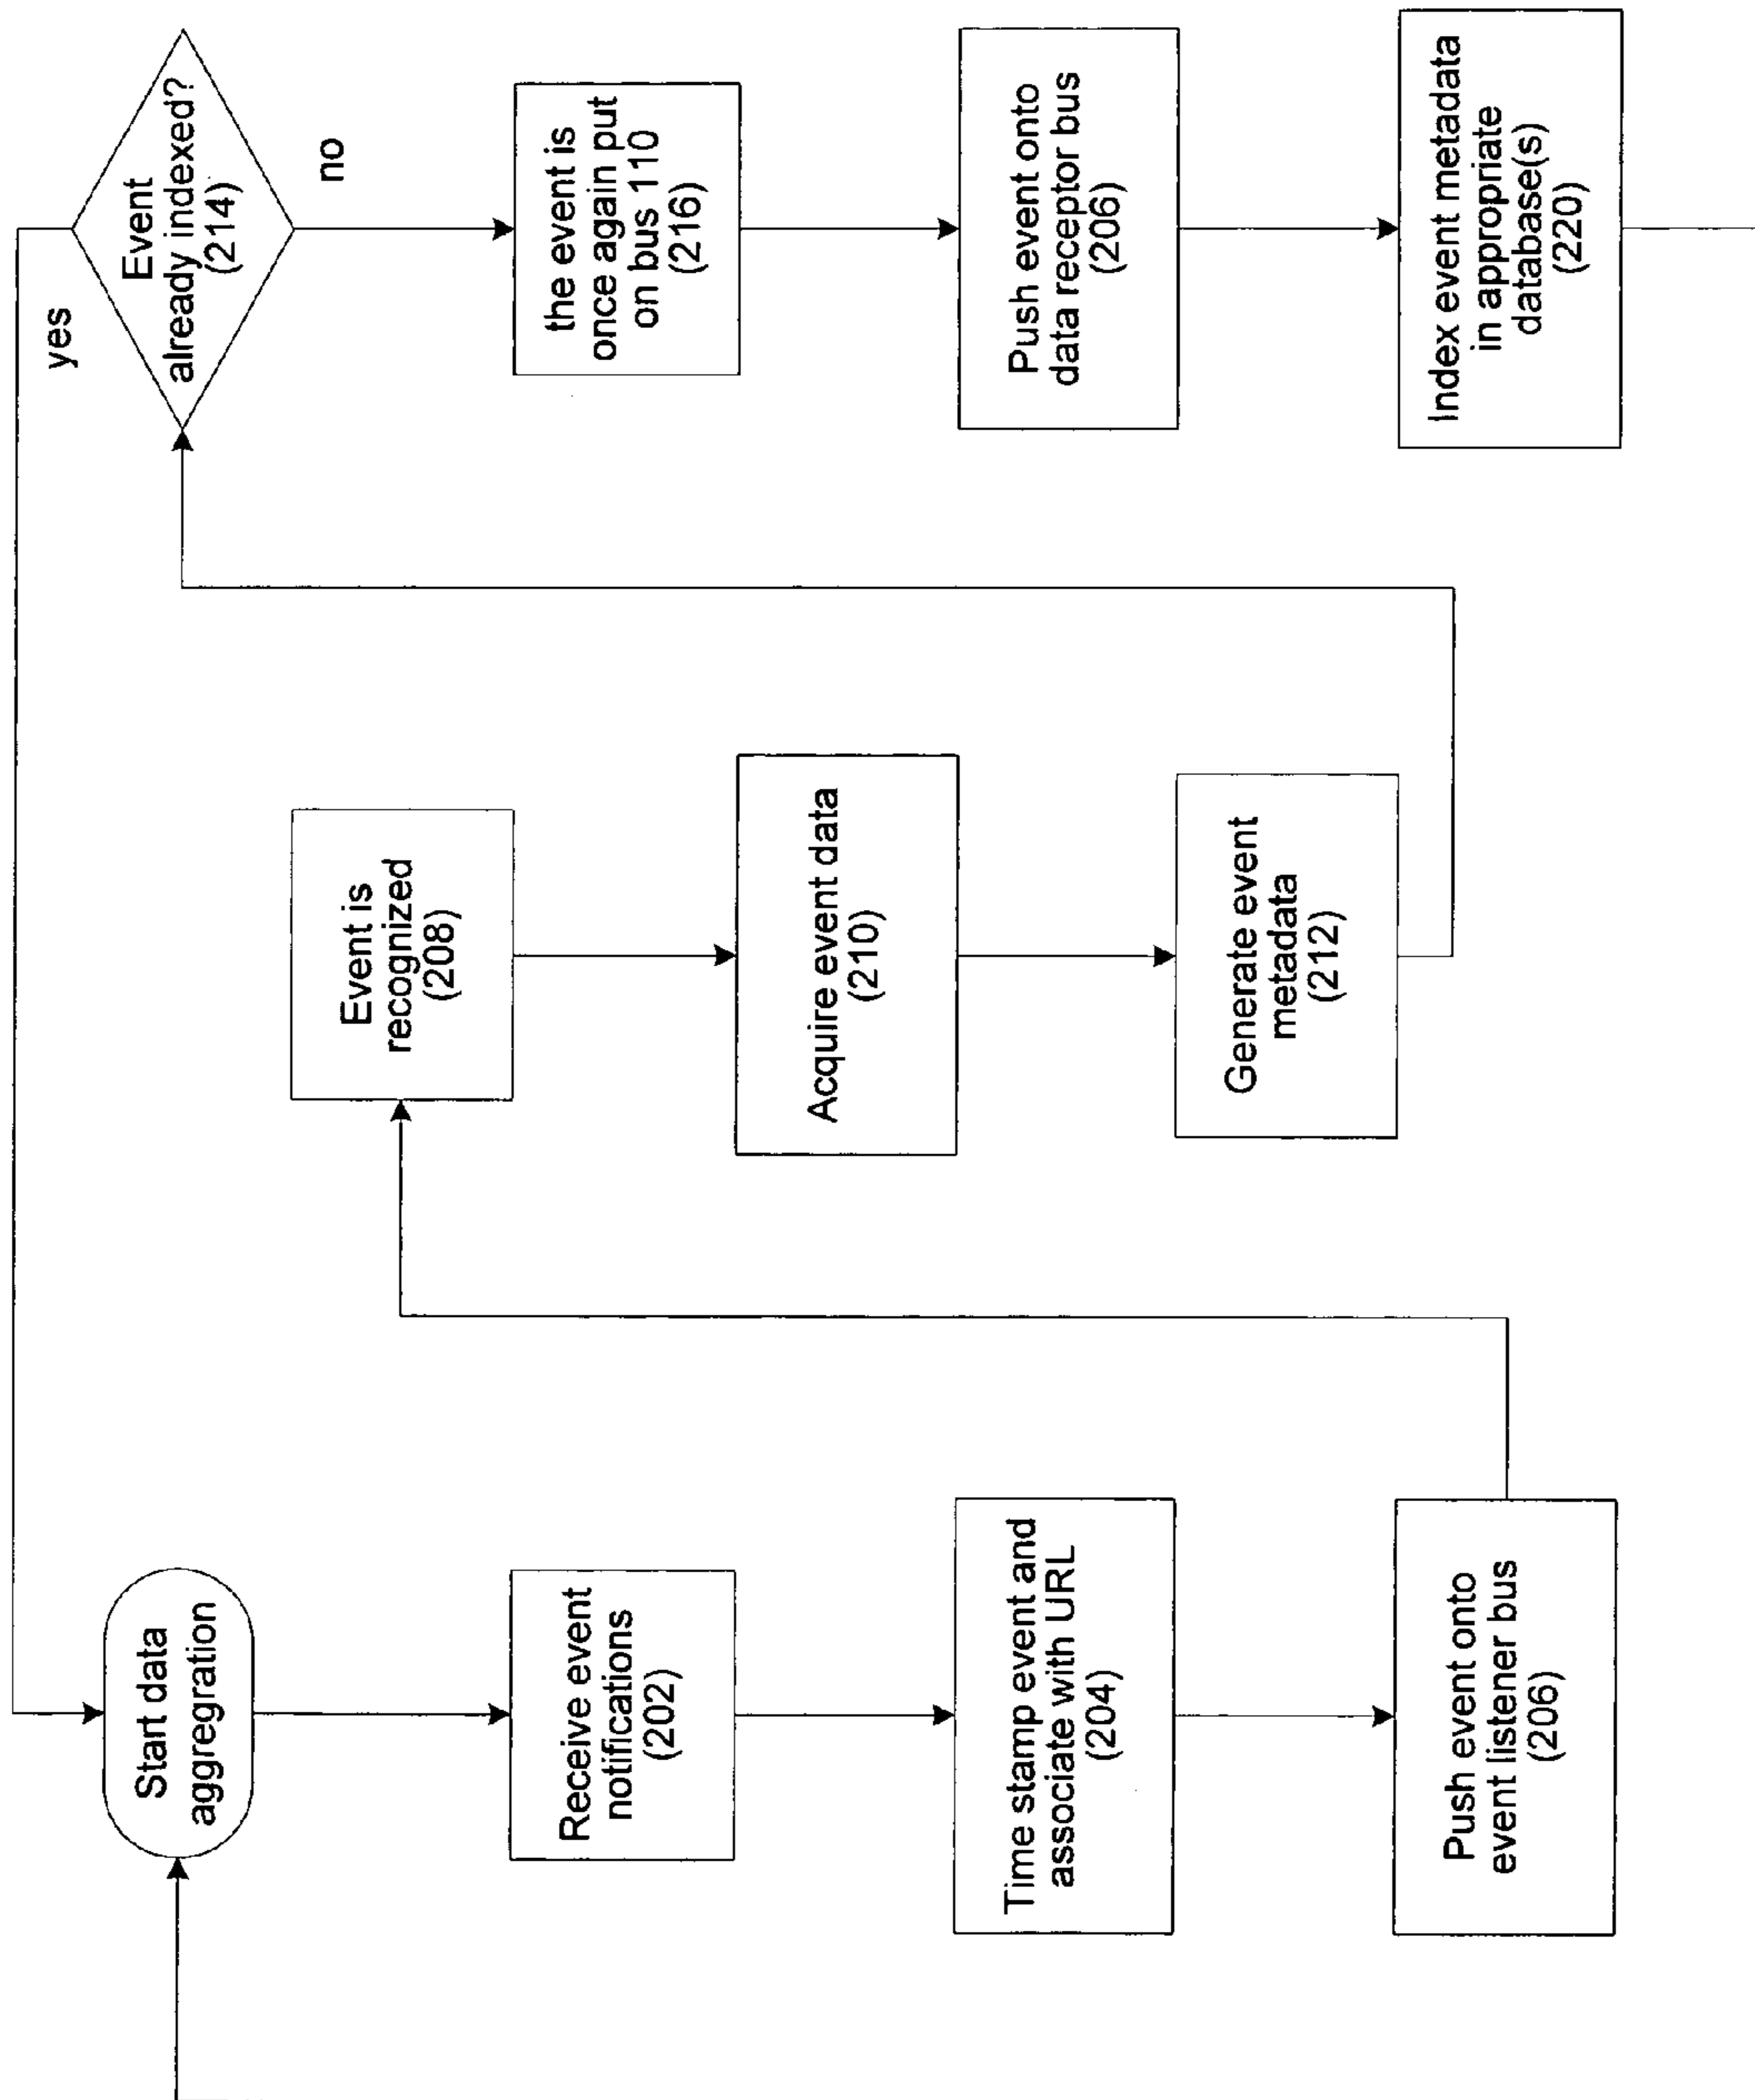 Start data
aggregration
Receive event
notifications
(202)
Time stamp event and
associate with URL
(204)
Push event onto
event listener bus
(206)
Event is
recognized
(208)
Acquire event data
(210)
Generate event
metadata
(212)
Event
already indexed?
(214)
yes
no
the event is
once again put
on bus 110
(216)
Push event onto
data receptor bus
(206)
Index event metadata
in appropriate
database(s)
(220)